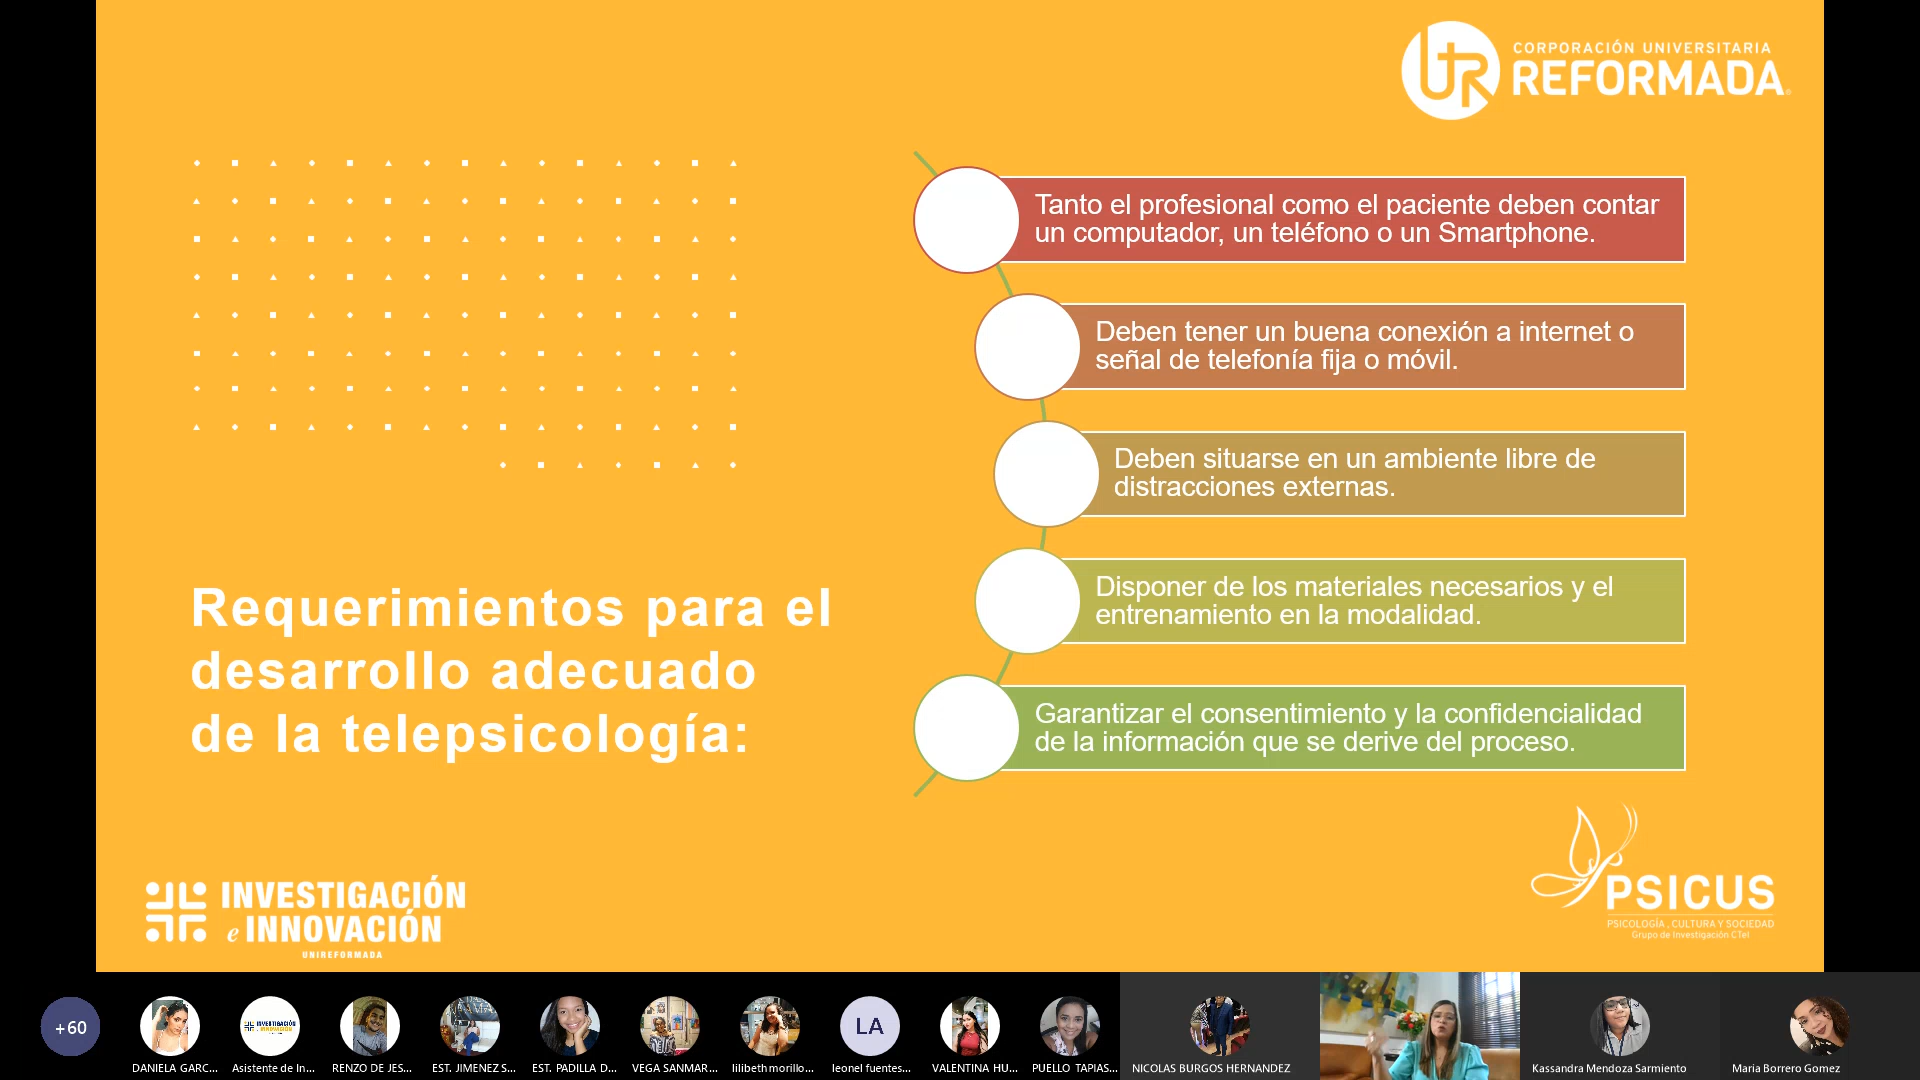 CORPORACIÓN UNIVERSITARIA
REFORMADA
Tanto el profesional como el paciente deben contar
un computador, un teléfono o un Smartphone.
Deben tener un buena conexión a internet o
señal de telefonía fija o móvil.
Deben situarse en un ambiente libre de
distracciones externas.
Disponer de los materiales necesarios y el
entrenamiento en la modalidad.
Garantizar el consentimiento y la confidencialidad
de la información que se derive del proceso.
Requerimientos para el
desarrollo adecuado
de la telepsicología:
INVESTIGACIÓN
e INNOVACIÓN
UNIREFORMADA
PSICUS
PSICOLOGÍA, CULTURA Y SOCIEDAD
Grupo de Investigación CTeI
+60
LA
DANIELA GARC...
Asistente de In...
RENZO DE JES...
EST. JIMENEZ S...
EST. PADILLA D...
VEGA SANMAR...
lilibeth morillo...
leonel fuentes...
VALENTINA HU...
PUELLO TAPIAS...
NICOLAS BURGOS HERNANDEZ
Kassandra Mendoza Sarmiento
Maria Borrero Gomez